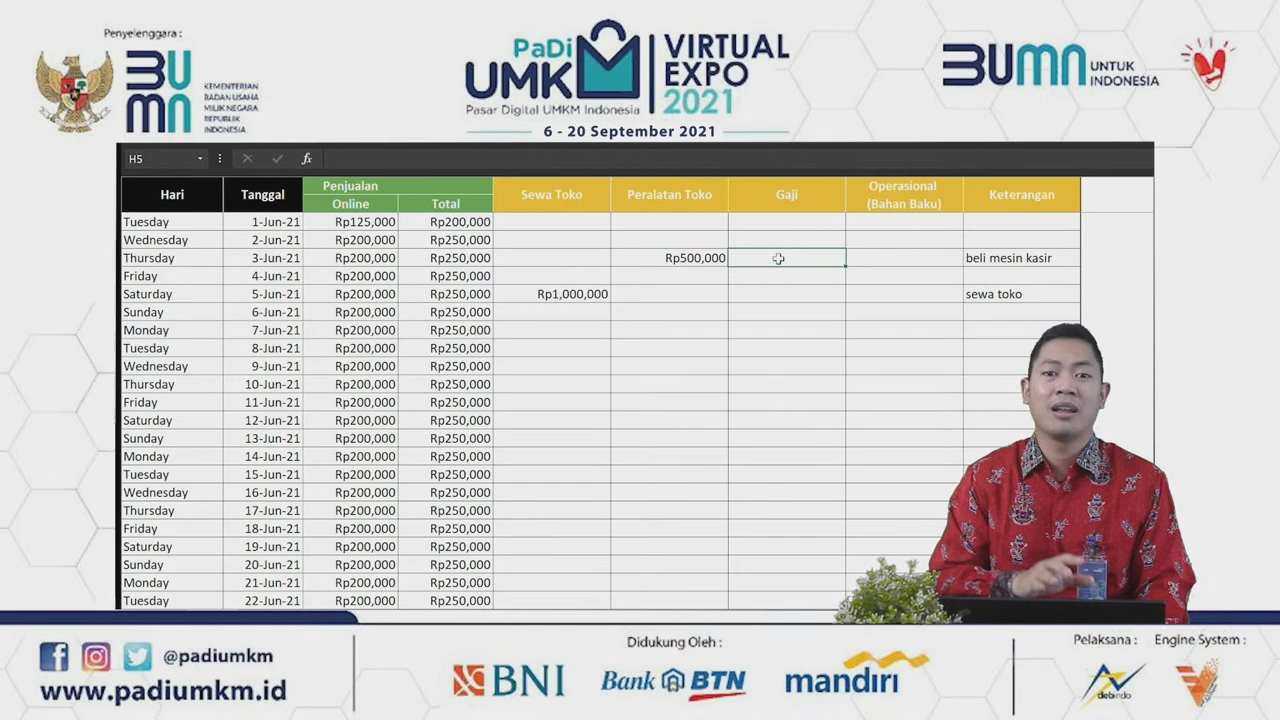 Penyelenggara :
BUMN
KEMENTERIAN
BADAN USAHA
MILIK NEGARA
REPUBLIK
INDONESIA
PaDi
UMKM
Pasar Digital UMKM Indonesia
VIRTUAL
EXPO
2021
6 - 20 September 2021
BUMN UNTUK
INDONESIA
H5 fx
Hari Tanggal Penjualan Sewa Toko Peralatan Toko Gaji Operasional (Bahan Baku) Keterangan
Online Total
Tuesday 1-Jun-21 Rp125,000 Rp200,000
Wednesday 2-Jun-21 Rp200,000 Rp250,000
Thursday 3-Jun-21 Rp200,000 Rp250,000 Rp500,000 beli mesin kasir
Friday 4-Jun-21 Rp200,000 Rp250,000
Saturday 5-Jun-21 Rp200,000 Rp250,000 Rp1,000,000 sewa toko
Sunday 6-Jun-21 Rp200,000 Rp250,000
Monday 7-Jun-21 Rp200,000 Rp250,000
Tuesday 8-Jun-21 Rp200,000 Rp250,000
Wednesday 9-Jun-21 Rp200,000 Rp250,000
Thursday 10-Jun-21 Rp200,000 Rp250,000
Friday 11-Jun-21 Rp200,000 Rp250,000
Saturday 12-Jun-21 Rp200,000 Rp250,000
Sunday 13-Jun-21 Rp200,000 Rp250,000
Monday 14-Jun-21 Rp200,000 Rp250,000
Tuesday 15-Jun-21 Rp200,000 Rp250,000
Wednesday 16-Jun-21 Rp200,000 Rp250,000
Thursday 17-Jun-21 Rp200,000 Rp250,000
Friday 18-Jun-21 Rp200,000 Rp250,000
Saturday 19-Jun-21 Rp200,000 Rp250,000
Sunday 20-Jun-21 Rp200,000 Rp250,000
Monday 21-Jun-21 Rp200,000 Rp250,000
Tuesday 22-Jun-21 Rp200,000 Rp250,000
@padiumkm
www.padiumkm.id
Didukung Oleh :
BNI
Bank BTN
mandiri
Pelaksana :
debindo
Engine System :